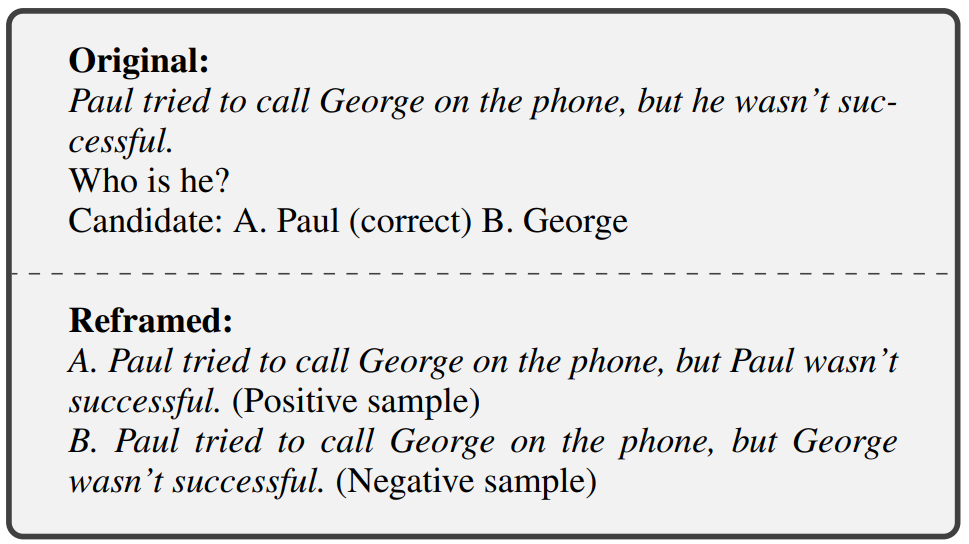 Original:
Paul tried to call George on the phone, but he wasn't suc-
cessful.
Who is he?
Candidate: A. Paul (correct) B. George
Reframed:
A. Paul tried to call George on the phone, but Paul wasn't
successful. (Positive sample)
B. Paul tried to call George on the phone, but George
wasn't successful. (Negative sample)